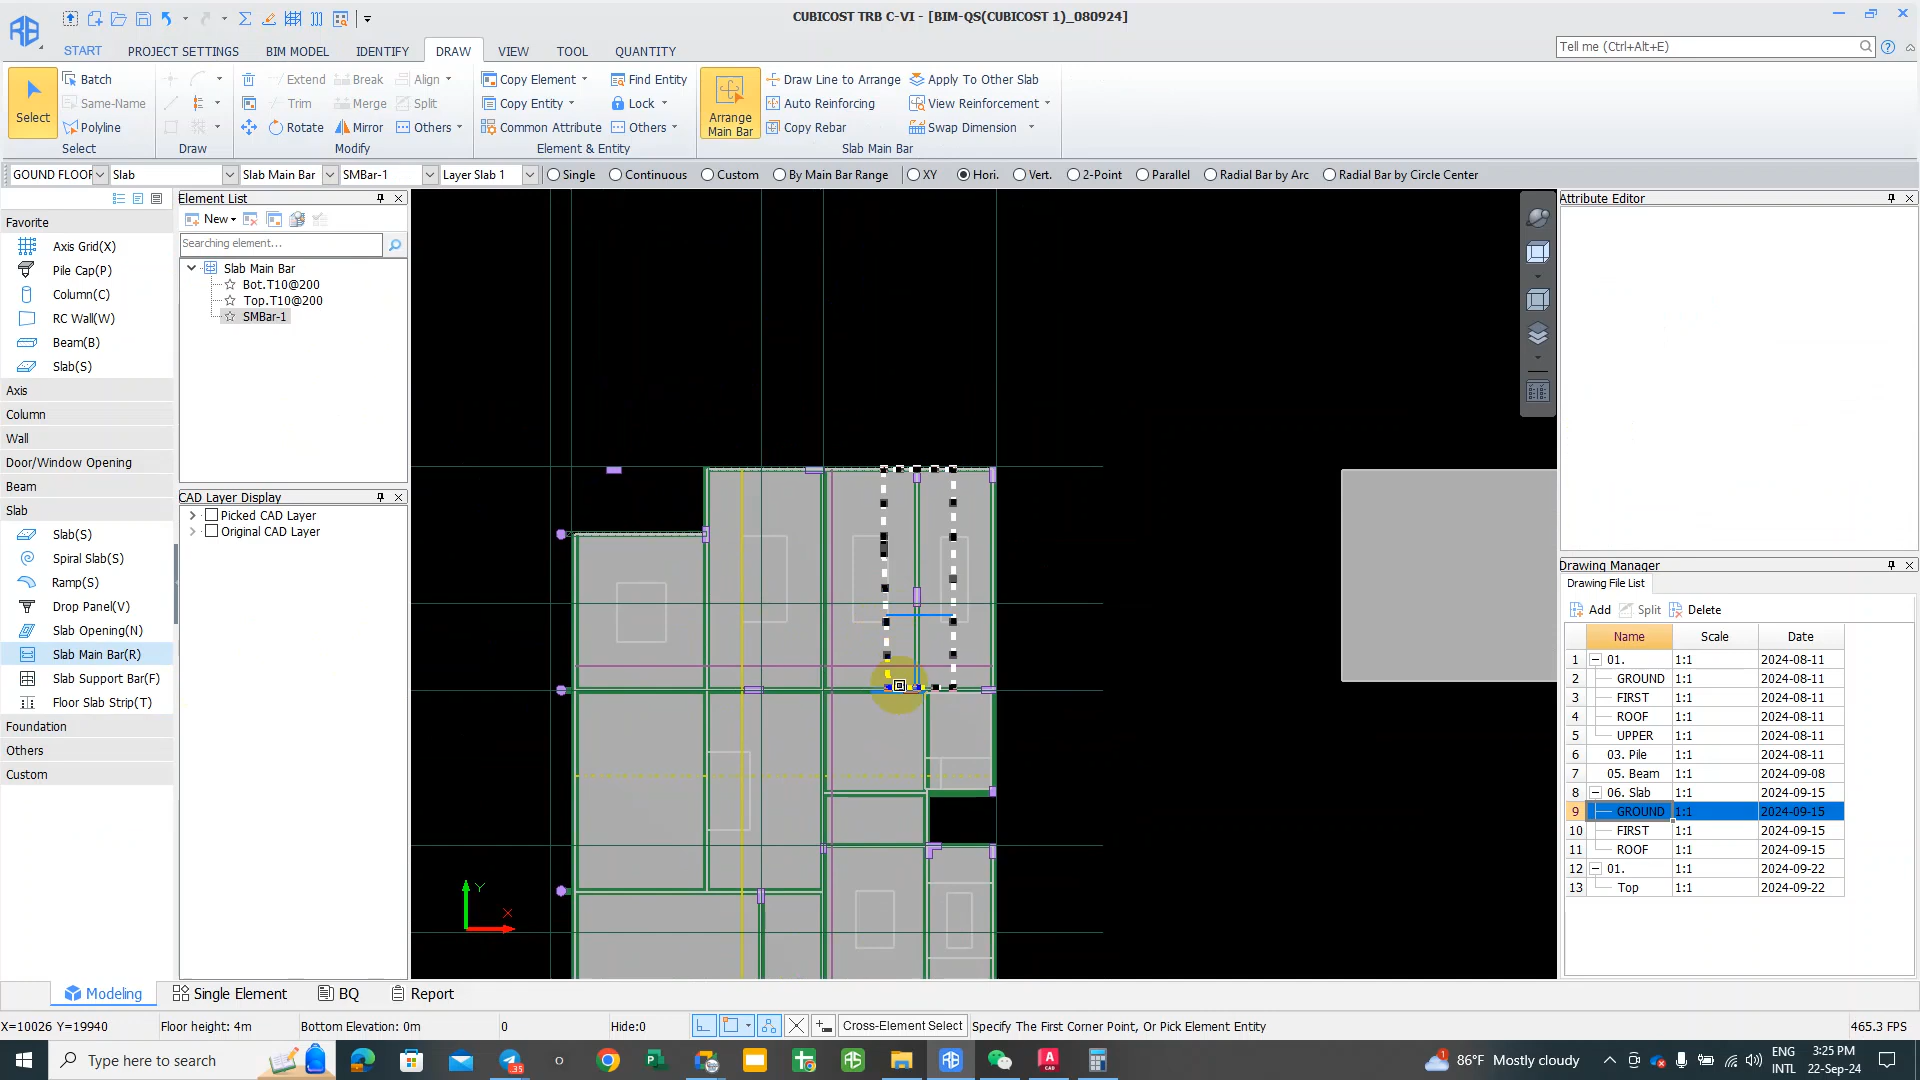 CUBICOST TRB C-VI - [BIM-QS(CUBICOST 1)_080924]
START PROJECT SETTINGS BIM MODEL IDENTIFY DRAW VIEW TOOL QUANTITY
Tell me (Ctrl+Alt+E)
Batch Extend Break Align Copy Element Find Entity Draw Line to Arrange Apply To Other Slab
Select Same-Name Trim Merge Split Copy Entity Lock Arrange Main Bar Auto Reinforcing View Reinforcement
Polyline Rotate Mirror Others Common Attribute Others Copy Rebar Swap Dimension
Select Draw Modify Element & Entity Slab Main Bar
GOUND FLOOR Slab Slab Main Bar SMBar-1 Layer Slab 1 Single Continuous Custom By Main Bar Range XY Hori. Vert. 2-Point Parallel Radial Bar by Arc Radial Bar by Circle Center
Favorite
Axis Grid(X)
Pile Cap(P)
Column(C)
RC Wall(W)
Beam(B)
Slab(S)
Axis
Column
Wall
Door/Window Opening
Beam
Slab
Slab(S)
Spiral Slab(S)
Ramp(S)
Drop Panel(V)
Slab Opening(N)
Slab Main Bar(R)
Slab Support Bar(F)
Floor Slab Strip(T)
Foundation
Others
Custom
Element List
New
Searching element...
Slab Main Bar
Bot.T10@200
Top.T10@200
SMBar-1
CAD Layer Display
Picked CAD Layer
Original CAD Layer
Y
X
Attribute Editor
Drawing Manager
Drawing File List
Add Split Delete
Name Scale Date
1 01. 1:1 2024-08-11
2 GROUND 1:1 2024-08-11
3 FIRST 1:1 2024-08-11
4 ROOF 1:1 2024-08-11
5 UPPER 1:1 2024-08-11
6 03. Pile 1:1 2024-08-11
7 05. Beam 1:1 2024-09-08
8 06. Slab 1:1 2024-09-15
9 GROUND 1:1 2024-09-15
10 FIRST 1:1 2024-09-15
11 ROOF 1:1 2024-09-15
12 01. 1:1 2024-09-22
13 Top 1:1 2024-09-22
Modeling Single Element BQ Report
X=10026 Y=19940 Floor height: 4m Bottom Elevation: 0m 0 Hide:0 Cross-Element Select Specify The First Corner Point, Or Pick Element Entity 465.3 FPS
Type here to search 35 86°F Mostly cloudy ENG INTL 3:25 PM 22-Sep-24